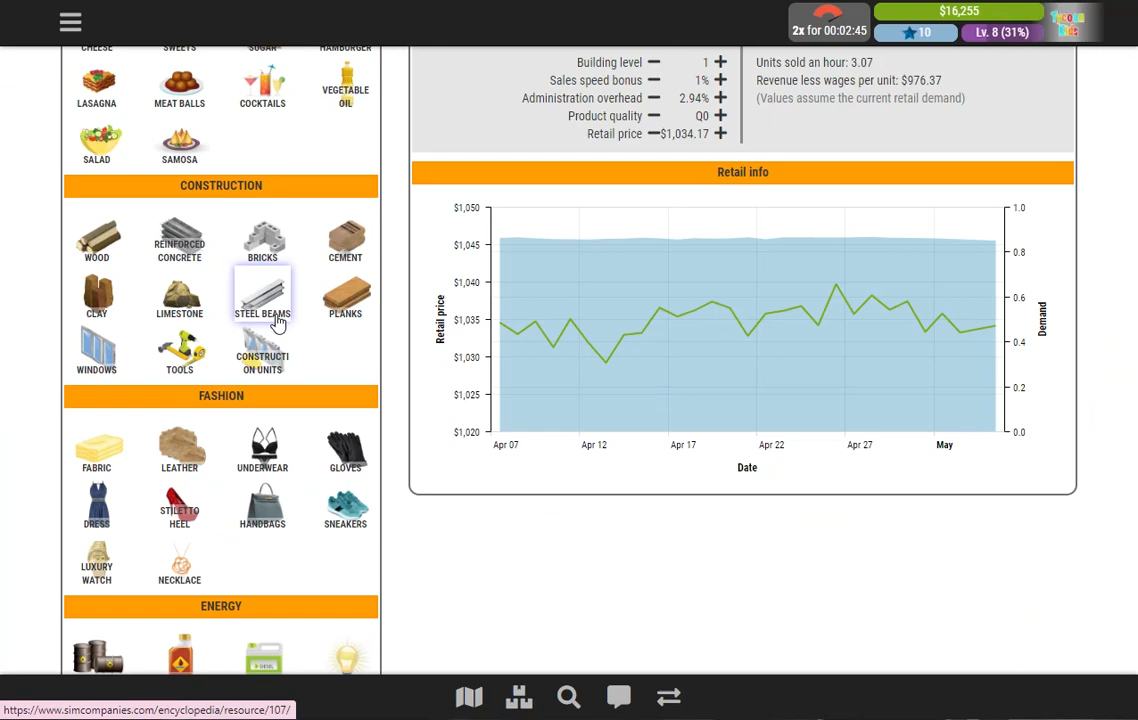 2x for 00:02:45
$16,255
10
Lv. 8 (31%)
Tycoon Kids
CHEESE
SWEETS
SUGAR
HAMBURGER
LASAGNA
MEAT BALLS
COCKTAILS
VEGETABLE
OIL
SALAD
SAMOSA
CONSTRUCTION
WOOD
REINFORCED
CONCRETE
BRICKS
CEMENT
CLAY
LIMESTONE
STEEL BEAMS
PLANKS
WINDOWS
TOOLS
CONSTRUCTI
ON UNITS
FASHION
FABRIC
LEATHER
UNDERWEAR
GLOVES
DRESS
STILETTO
HEEL
HANDBAGS
SNEAKERS
LUXURY
WATCH
NECKLACE
ENERGY
DIESEL
Building level 1
Sales speed bonus 1%
Administration overhead 2.94%
Product quality Q0
Retail price $1,034.17
Units sold an hour: 3.07
Revenue less wages per unit: $976.37
(Values assume the current retail demand)
Retail info
$1,050
$1,045
$1,040
$1,035
$1,030
$1,025
$1,020
Retail price
1.0
0.8
0.6
0.4
0.2
0.0
Demand
Apr 07
Apr 12
Apr 17
Apr 22
Apr 27
May
Date
https://www.simcompanies.com/encyclopedia/resource/107/